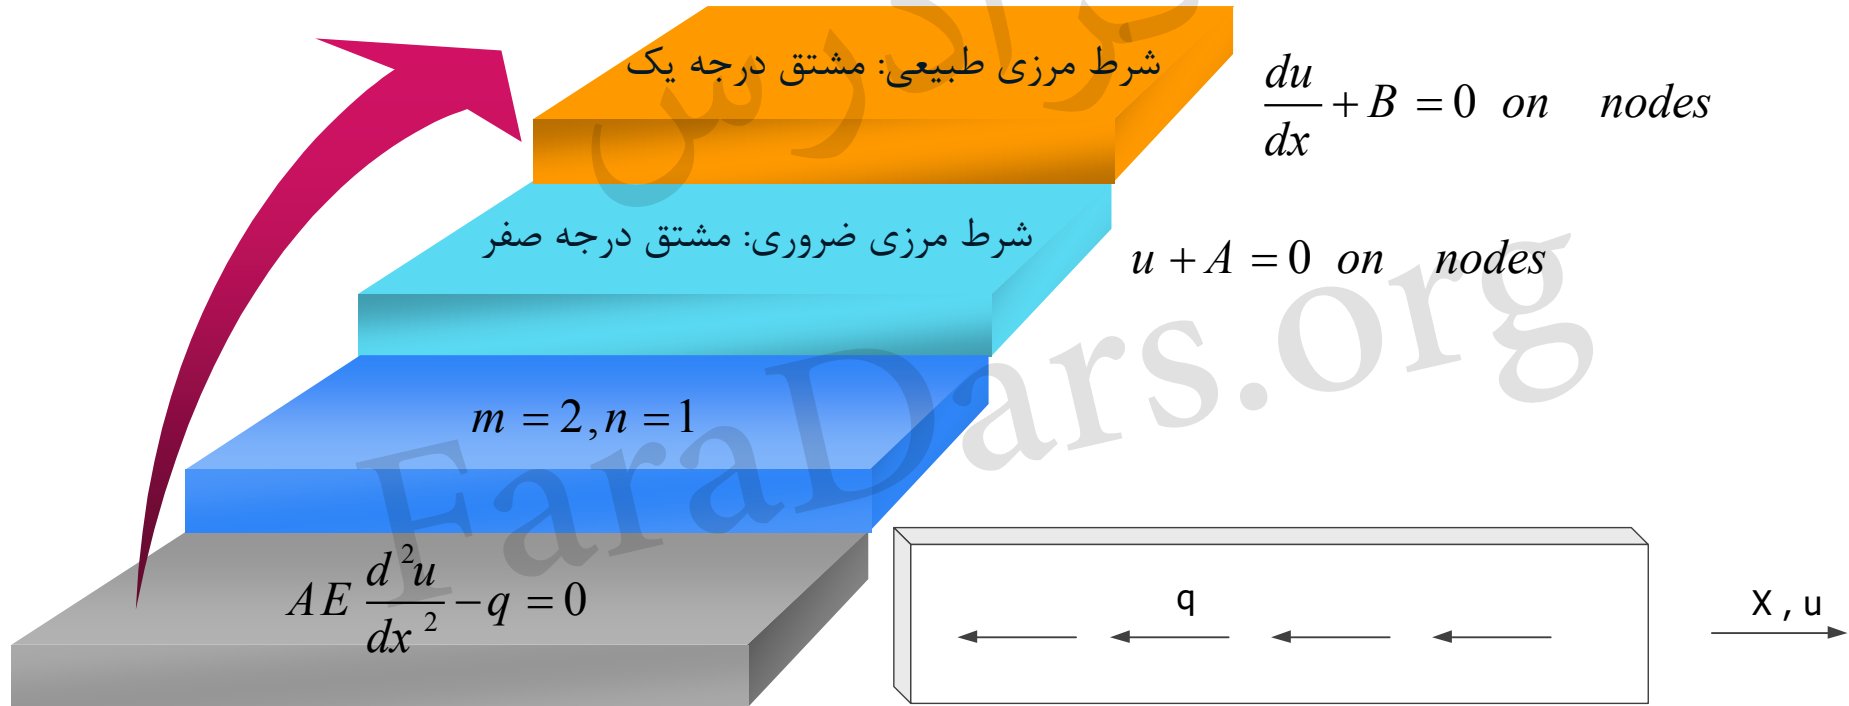 شرط مرزی طبیعی: مشتق درجه یک
du/dx + B = 0 on nodes
شرط مرزی ضروری: مشتق درجه صفر
u + A = 0 on nodes
m = 2, n = 1
AE d²u/dx² − q = 0
q
X, u
فرادرس
FaraDars.org